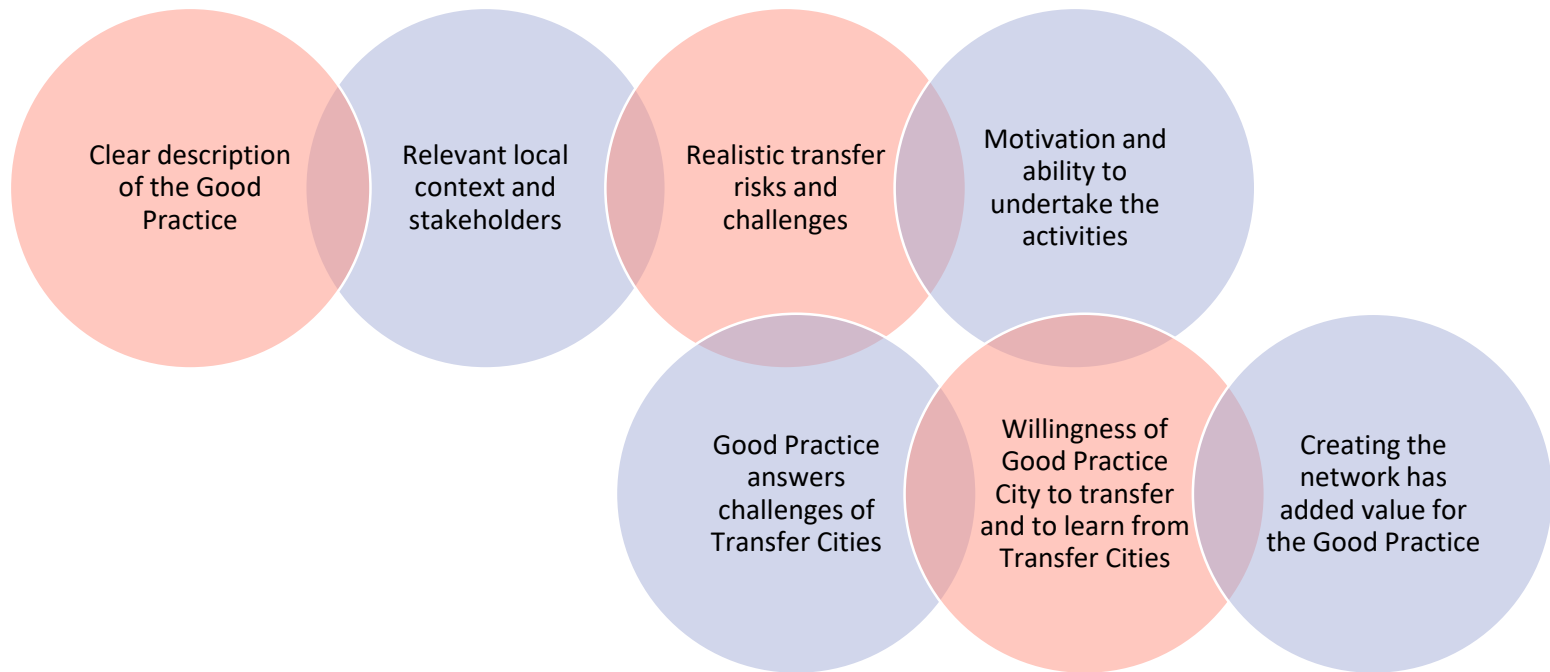 Clear description
of the Good
Practice
Relevant local
context and
stakeholders
Realistic transfer
risks and
challenges
Motivation and
ability to
undertake the
activities
Good Practice
answers
challenges of
Transfer Cities
Willingness of
Good Practice
City to transfer
and to learn from
Transfer Cities
Creating the
network has
added value for
the Good Practice